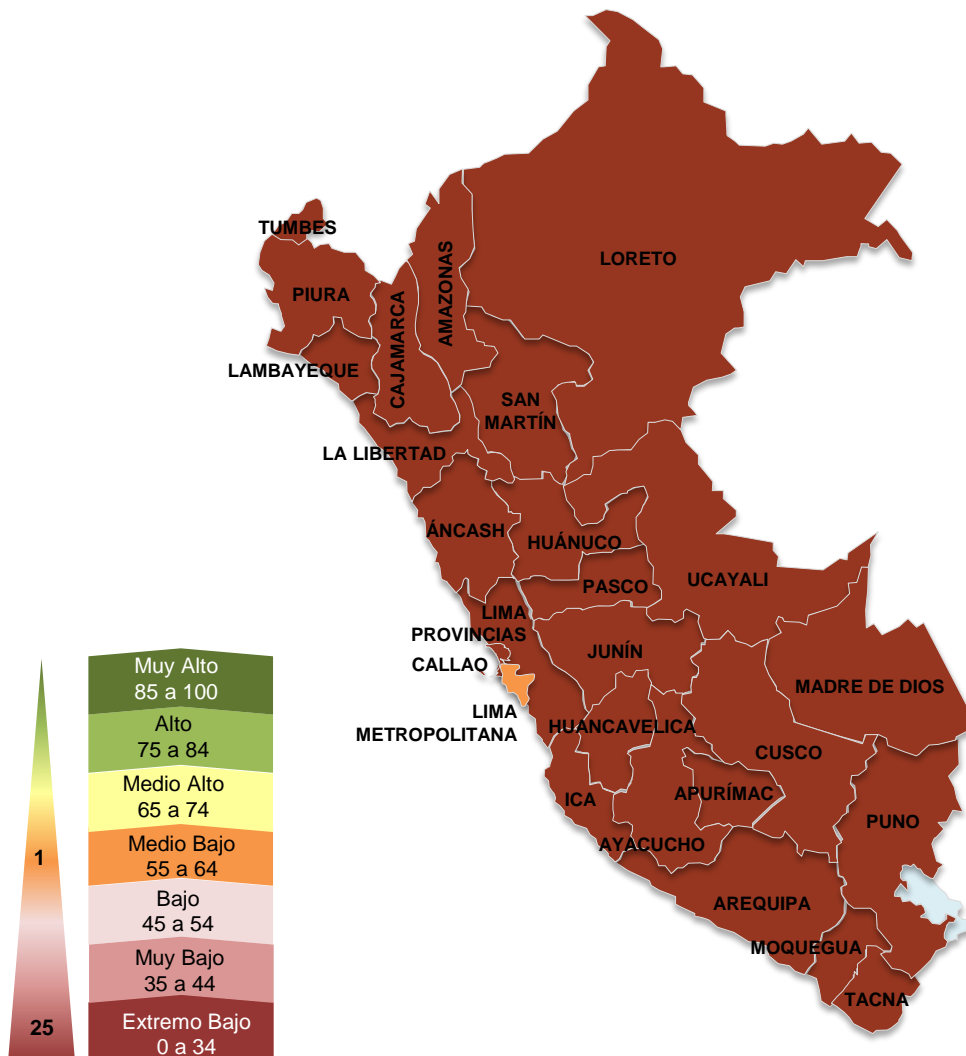 TUMBES
LORETO
PIURA
AMAZONAS
CAJAMARCA
LAMBAYEQUE
SAN
MARTÍN
LA LIBERTAD
ÁNCASH
HUÁNUCO
UCAYALI
PASCO
LIMA
PROVINCIAS
JUNÍN
CALLAO
MADRE DE DIOS
LIMA
METROPOLITANA
HUANCAVELICA
CUSCO
ICA
APURÍMAC
PUNO
AYACUCHO
AREQUIPA
MOQUEGUA
TACNA
Muy Alto
85 a 100
Alto
75 a 84
Medio Alto
65 a 74
1
Medio Bajo
55 a 64
Bajo
45 a 54
Muy Bajo
35 a 44
25
Extremo Bajo
0 a 34